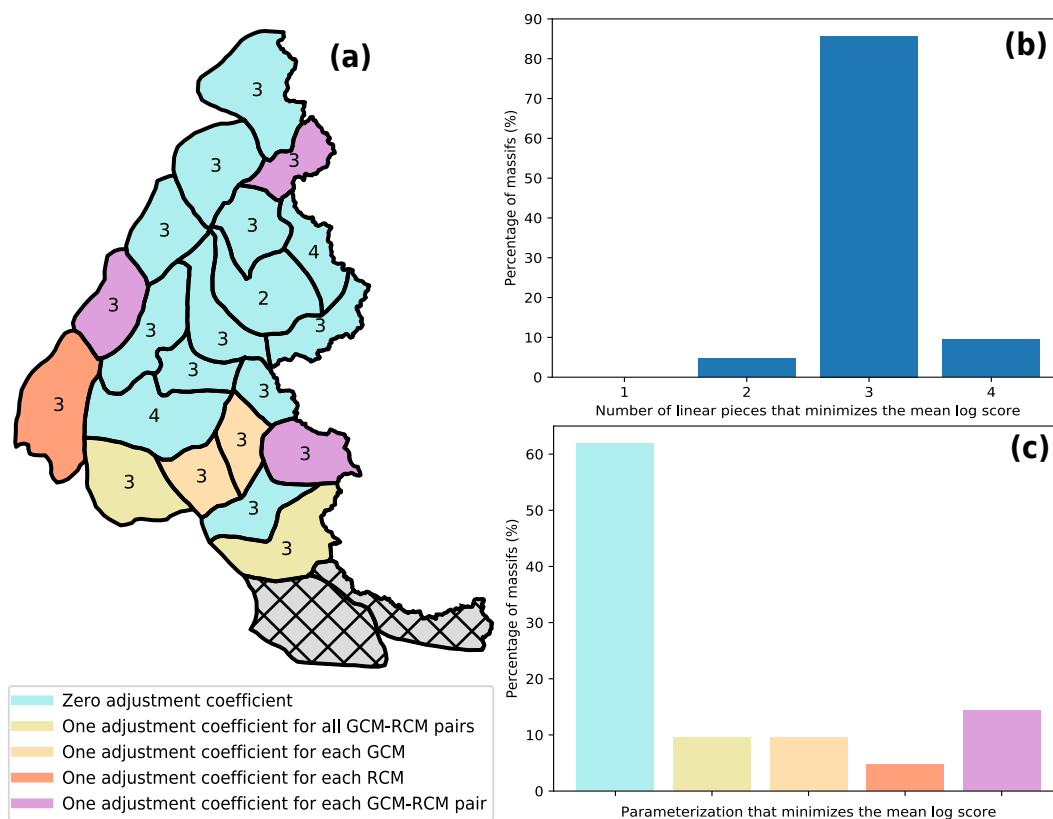 (a)
3
3
3
3
3
4
3
2
3
3
3
3
3
3
4
3
3
3
3
3
3
Zero adjustment coefficient
One adjustment coefficient for all GCM-RCM pairs
One adjustment coefficient for each GCM
One adjustment coefficient for each RCM
One adjustment coefficient for each GCM-RCM pair
(b)
Percentage of massifs (%)
90
80
70
60
50
40
30
20
10
0
1 2 3 4
Number of linear pieces that minimizes the mean log score
(c)
Percentage of massifs (%)
60
50
40
30
20
10
0
Parameterization that minimizes the mean log score